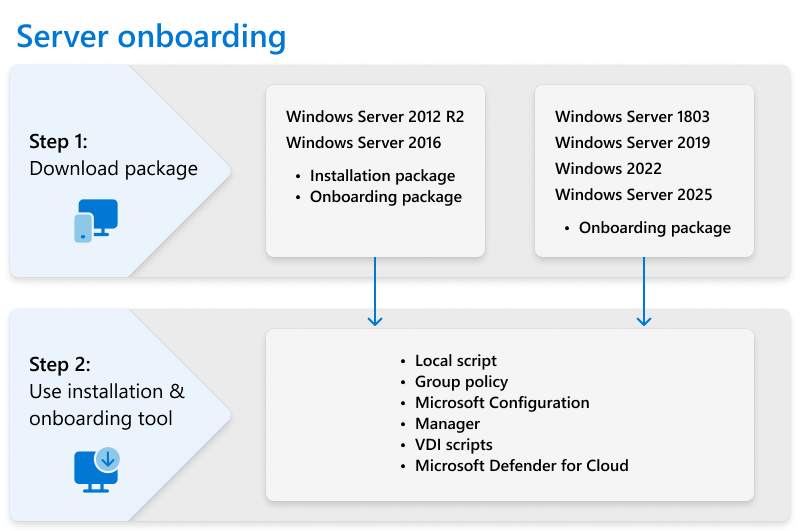 Server onboarding
Step 1:
Download package
Windows Server 2012 R2
Windows Server 2016
• Installation package
• Onboarding package
Windows Server 1803
Windows Server 2019
Windows 2022
Windows Server 2025
• Onboarding package
Step 2:
Use installation &
onboarding tool
• Local script
• Group policy
• Microsoft Configuration
• Manager
• VDI scripts
• Microsoft Defender for Cloud